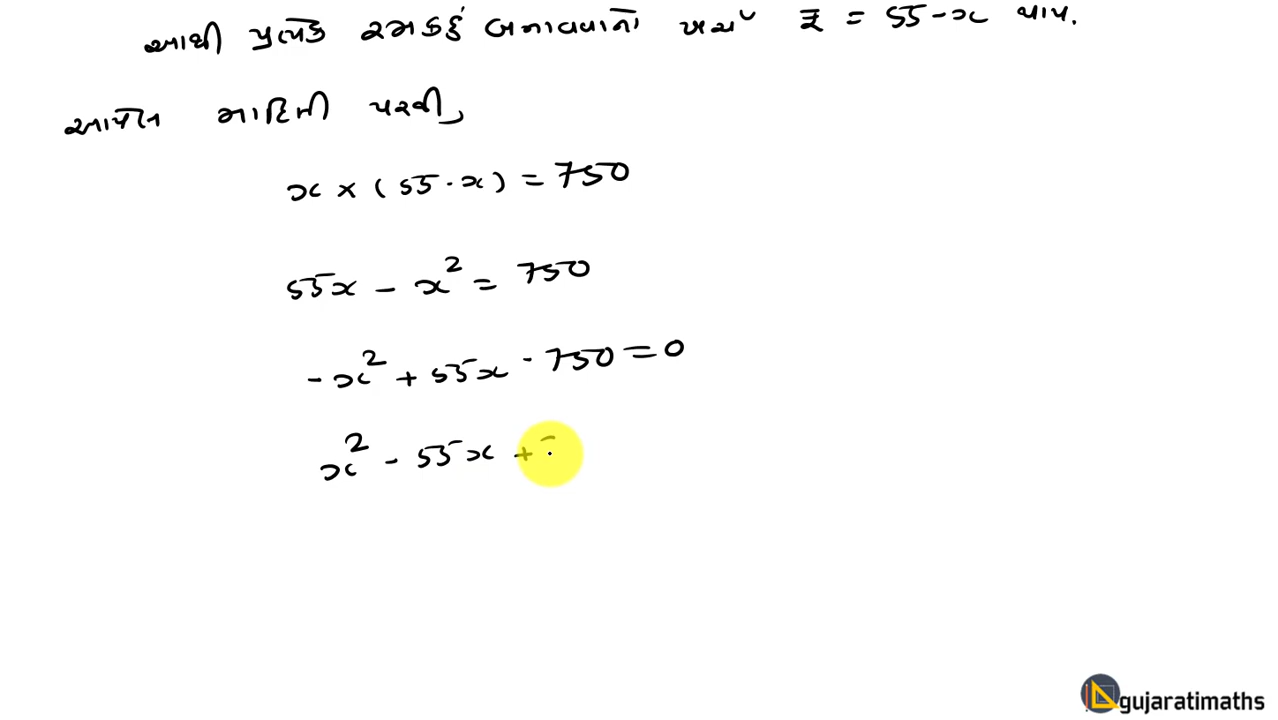 આથી પ્રત્યેક રમકડું બનાવવાનો ખર્ચ ₹ = 55-x થાય.
આપેલ માહિતી પરથી,
x × (55-x) = 750
55x - x² = 750
-x² + 55x - 750 = 0
x² - 55x +
gujaratimaths